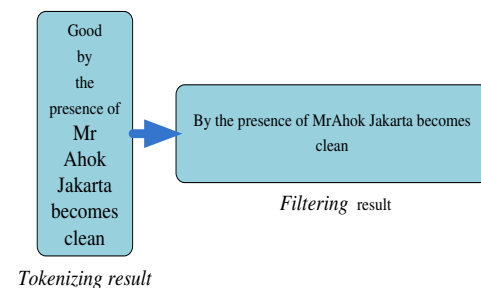 Good
by
the
presence of
Mr
Ahok
Jakarta
becomes
clean
Tokenizing result
By the presence of MrAhok Jakarta becomes
clean
Filtering result